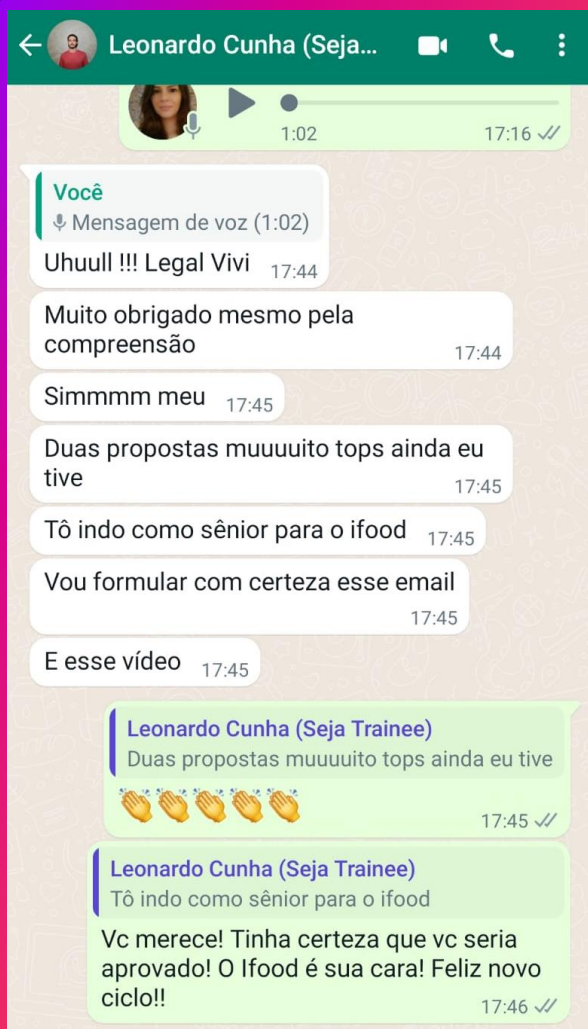 Leonardo Cunha (Seja...
1:02
17:16
Você
Mensagem de voz (1:02)
Uhuull !!! Legal Vivi 17:44
Muito obrigado mesmo pela
compreensão 17:44
Simmmm meu 17:45
Duas propostas muuuuito tops ainda eu
tive 17:45
Tô indo como sênior para o ifood 17:45
Vou formular com certeza esse email
17:45
E esse vídeo 17:45
Leonardo Cunha (Seja Trainee)
Duas propostas muuuuito tops ainda eu tive
👏👏👏👏👏 17:45
Leonardo Cunha (Seja Trainee)
Tô indo como sênior para o ifood
Vc merece! Tinha certeza que vc seria
aprovado! O Ifood é sua cara! Feliz novo
ciclo!! 17:46